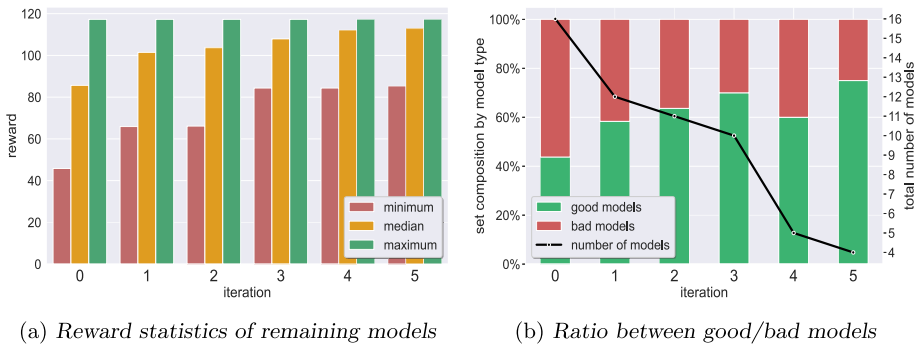 120
100
80
60
40
20
0
reward
0 1 2 3 4 5
iteration
minimum
median
maximum
100%
80%
60%
40%
20%
0%
set composition by model type
0 1 2 3 4 5
iteration
good models
bad models
number of models
16
15
14
13
12
11
10
9
8
7
6
5
4
total number of models
(a) Reward statistics of remaining models
(b) Ratio between good/bad models